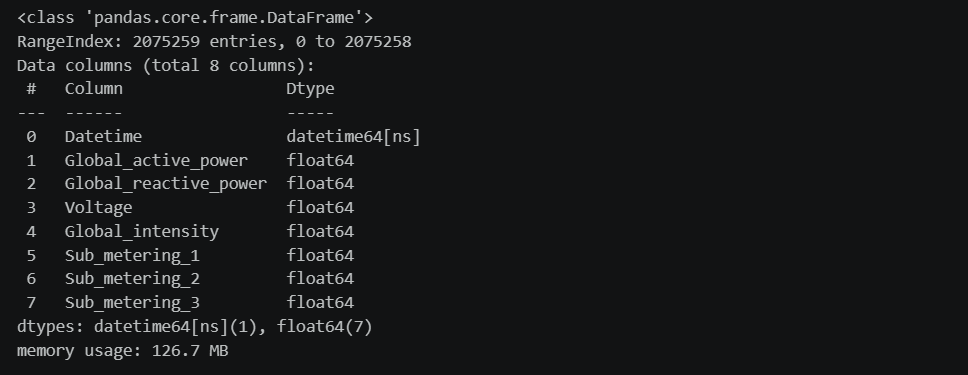 <class 'pandas.core.frame.DataFrame'>
RangeIndex: 2075259 entries, 0 to 2075258
Data columns (total 8 columns):
 #   Column                 Dtype
---  ------                 -----
 0   Datetime               datetime64[ns]
 1   Global_active_power    float64
 2   Global_reactive_power  float64
 3   Voltage                float64
 4   Global_intensity       float64
 5   Sub_metering_1         float64
 6   Sub_metering_2         float64
 7   Sub_metering_3         float64
dtypes: datetime64[ns](1), float64(7)
memory usage: 126.7 MB